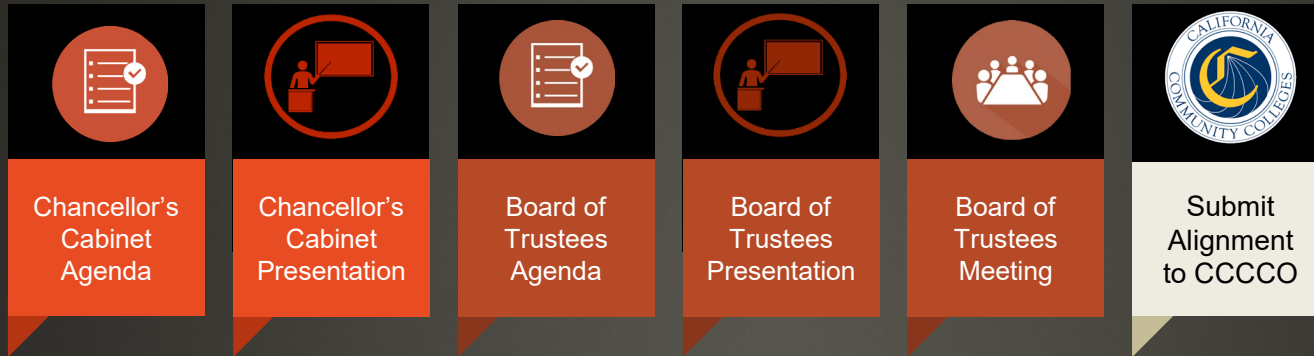 Chancellor's
Cabinet
Agenda
Chancellor's
Cabinet
Presentation
Board of
Trustees
Agenda
Board of
Trustees
Presentation
Board of
Trustees
Meeting
CALIFORNIA
COMMUNITY COLLEGES
C
Submit
Alignment
to CCCCO